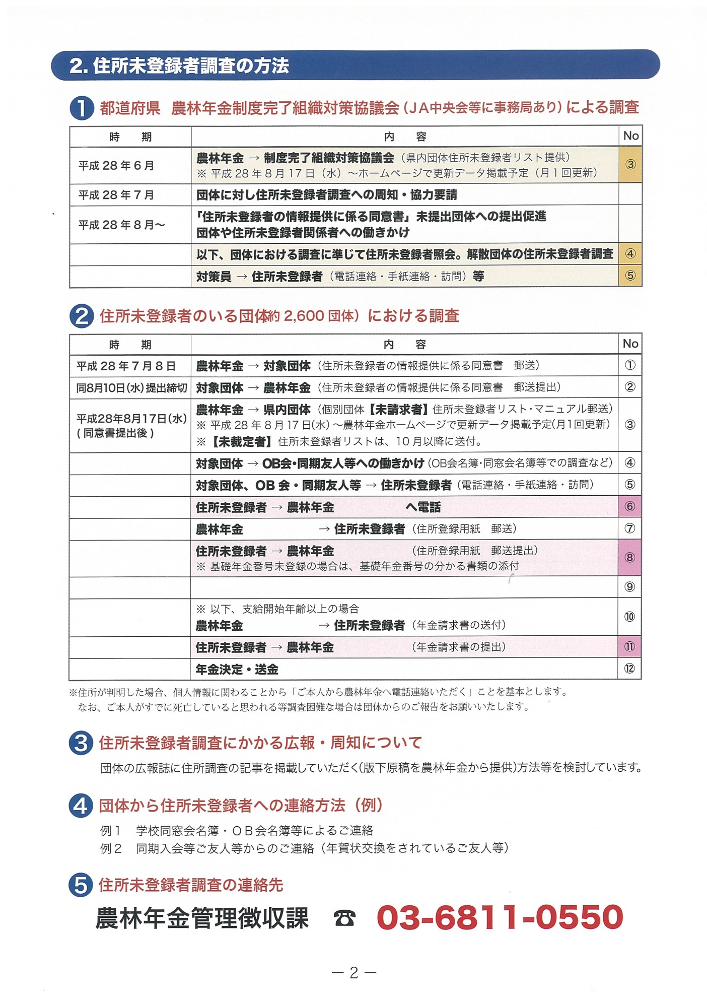 2. 住所未登録者調査の方法
1 都道府県 農林年金制度完了組織対策協議会（JA中央会等に事務局あり）による調査
時 期 内 容 No
平成 28 年 6 月 農林年金 → 制度完了組織対策協議会（県内団体住所未登録者リスト提供） ③
※ 平成 28 年 8 月 17 日（水）〜ホームページで更新データ掲載予定（月１回更新）
平成 28 年 7 月 団体に対し住所未登録者調査への周知・協力要請
平成 28 年 8 月〜 「住所未登録者の情報提供に係る同意書」未提出団体への提出促進
団体や住所未登録者関係者への働きかけ
以下、団体における調査に準じて住所未登録者照会。解散団体の住所未登録者調査 ④
対策員 → 住所未登録者（電話連絡・手紙連絡・訪問）等 ⑤
2 住所未登録者のいる団体約 2,600 団体）における調査
時 期 内 容 No
平成 28 年 7 月 8 日 農林年金 → 対象団体（住所未登録者の情報提供に係る同意書 郵送） ①
同8月10日（水）提出締切 対象団体 → 農林年金（住所未登録者の情報提供に係る同意書 郵送提出） ②
平成28年8月17日（水）
( 同意書提出後 ) 農林年金 → 県内団体（個別団体【未請求者】住所未登録者リスト・マニュアル郵送） ③
※ 平成 28 年 8 月 17 日（水）〜農林年金ホームページで更新データ掲載予定（月1回更新）
※【未裁定者】住所未登録者リストは、10 月以降に送付。
対象団体 → OB会・同期友人等への働きかけ（OB会名簿・同窓会名簿等での調査など） ④
対象団体、OB 会・同期友人等 → 住所未登録者（電話連絡・手紙連絡・訪問） ⑤
住所未登録者 → 農林年金 へ電話 ⑥
農林年金 → 住所未登録者（住所登録用紙 郵送） ⑦
住所未登録者 → 農林年金 （住所登録用紙 郵送提出） ⑧
※ 基礎年金番号未登録の場合は、基礎年金番号の分かる書類の添付
⑨
※ 以下、支給開始年齢以上の場合
農林年金 → 住所未登録者（年金請求書の送付） ⑩
住所未登録者 → 農林年金 （年金請求書の提出） ⑪
年金決定・送金 ⑫
※住所が判明した場合、個人情報に関わることから「ご本人から農林年金へ電話連絡いただく」ことを基本とします。
なお、ご本人がすでに死亡していると思われる等調査困難な場合は団体からのご報告をお願いいたします。
3 住所未登録者調査にかかる広報・周知について
団体の広報誌に住所調査の記事を掲載していただく（版下原稿を農林年金から提供）方法等を検討しています。
4 団体から住所未登録者への連絡方法（例）
例１ 学校同窓会名簿・ＯＢ会名簿等によるご連絡
例２ 同期入会等ご友人等からのご連絡（年賀状交換をされているご友人等）
5 住所未登録者調査の連絡先
農林年金管理徴収課 ☎ 03-6811-0550
― 2 ―